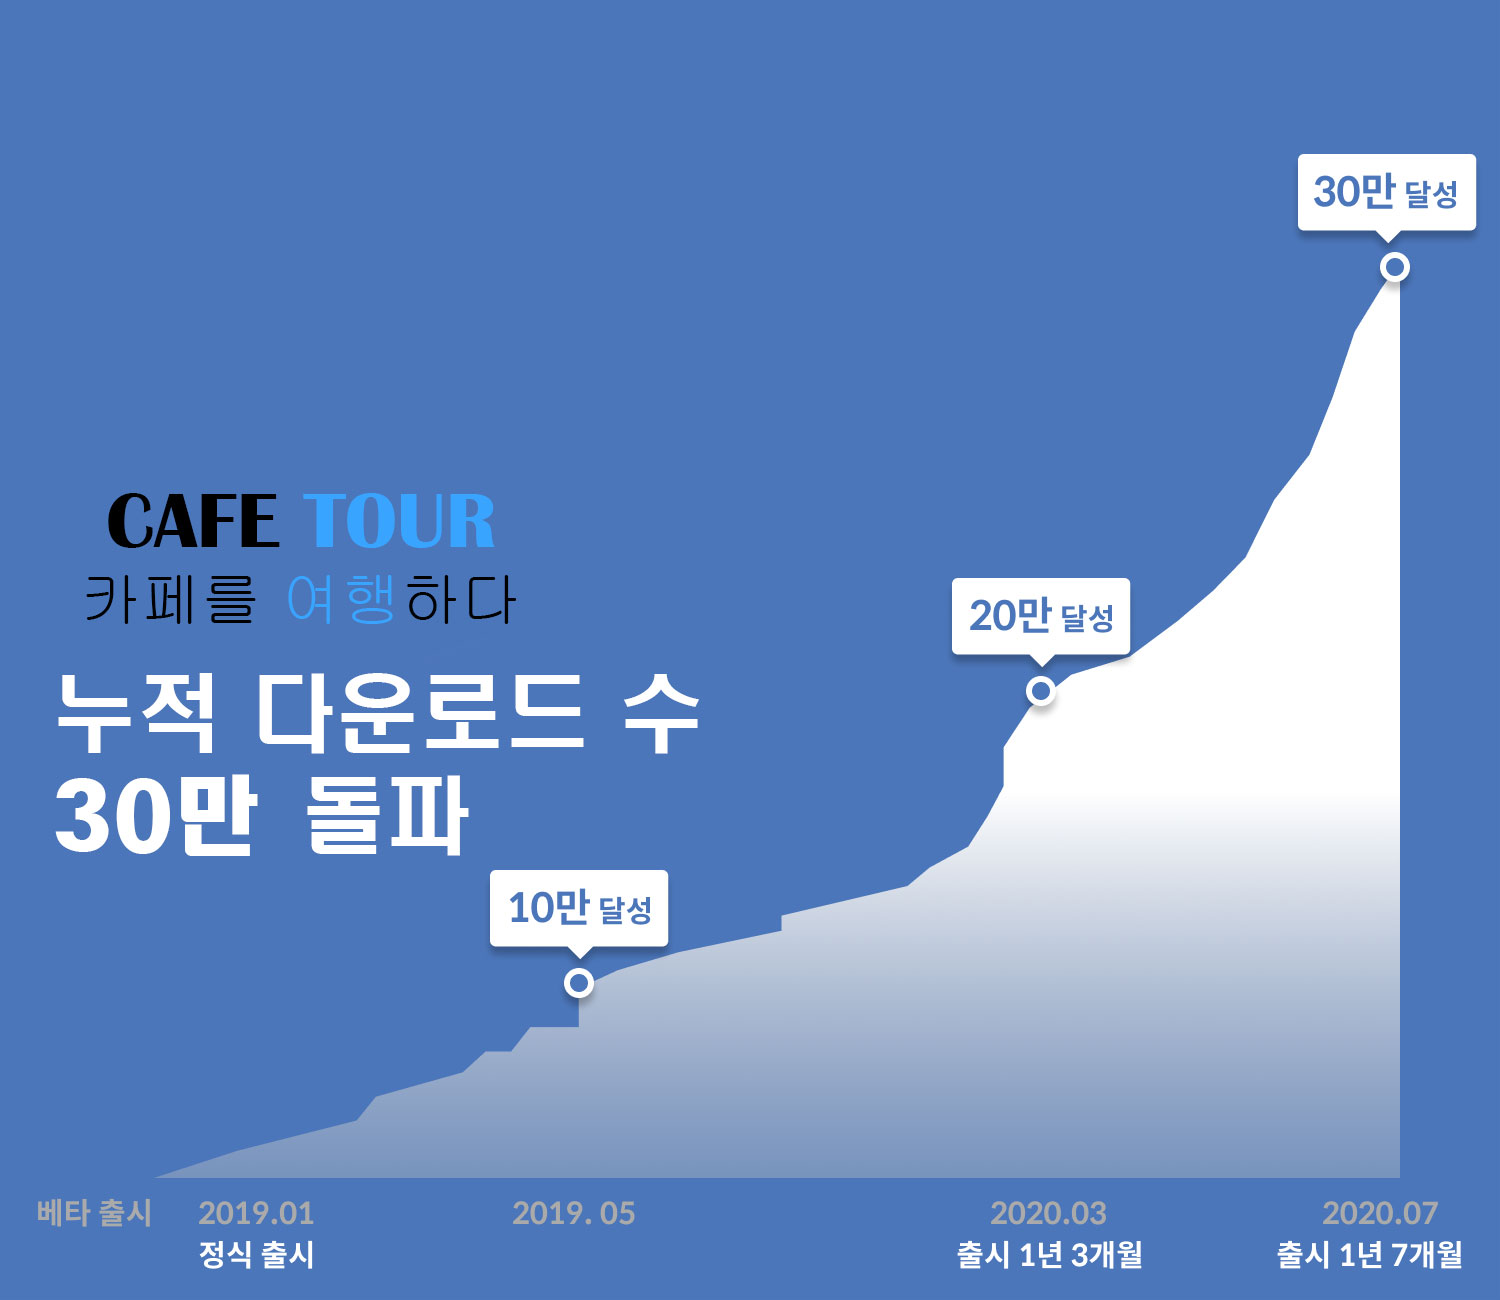 30만 달성
CAFE TOUR
카페를 여행하다
20만 달성
누적 다운로드 수
30만 돌파
10만 달성
베타 출시 2019.01 2019. 05 2020.03 2020.07
정식 출시 출시 1년 3개월 출시 1년 7개월